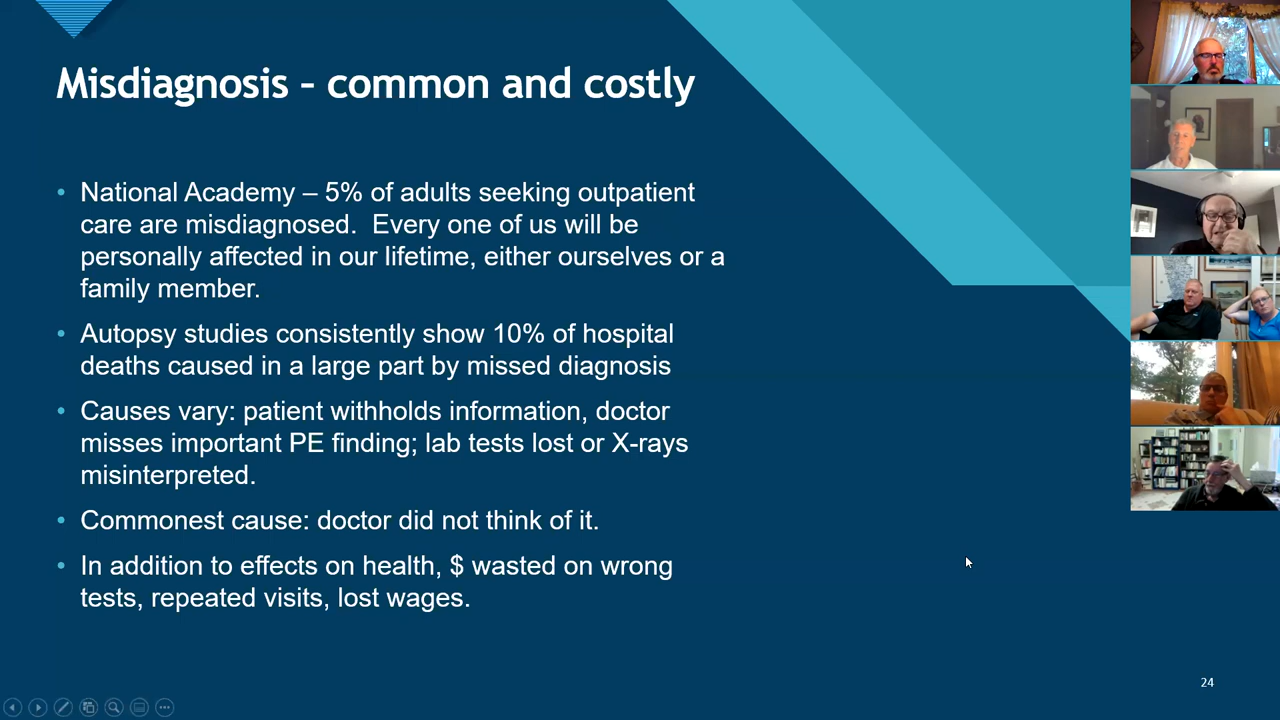 Misdiagnosis – common and costly
• National Academy – 5% of adults seeking outpatient
care are misdiagnosed.  Every one of us will be
personally affected in our lifetime, either ourselves or a
family member.
• Autopsy studies consistently show 10% of hospital
deaths caused in a large part by missed diagnosis
• Causes vary: patient withholds information, doctor
misses important PE finding; lab tests lost or X-rays
misinterpreted.
• Commonest cause: doctor did not think of it.
• In addition to effects on health, $ wasted on wrong
tests, repeated visits, lost wages.
24